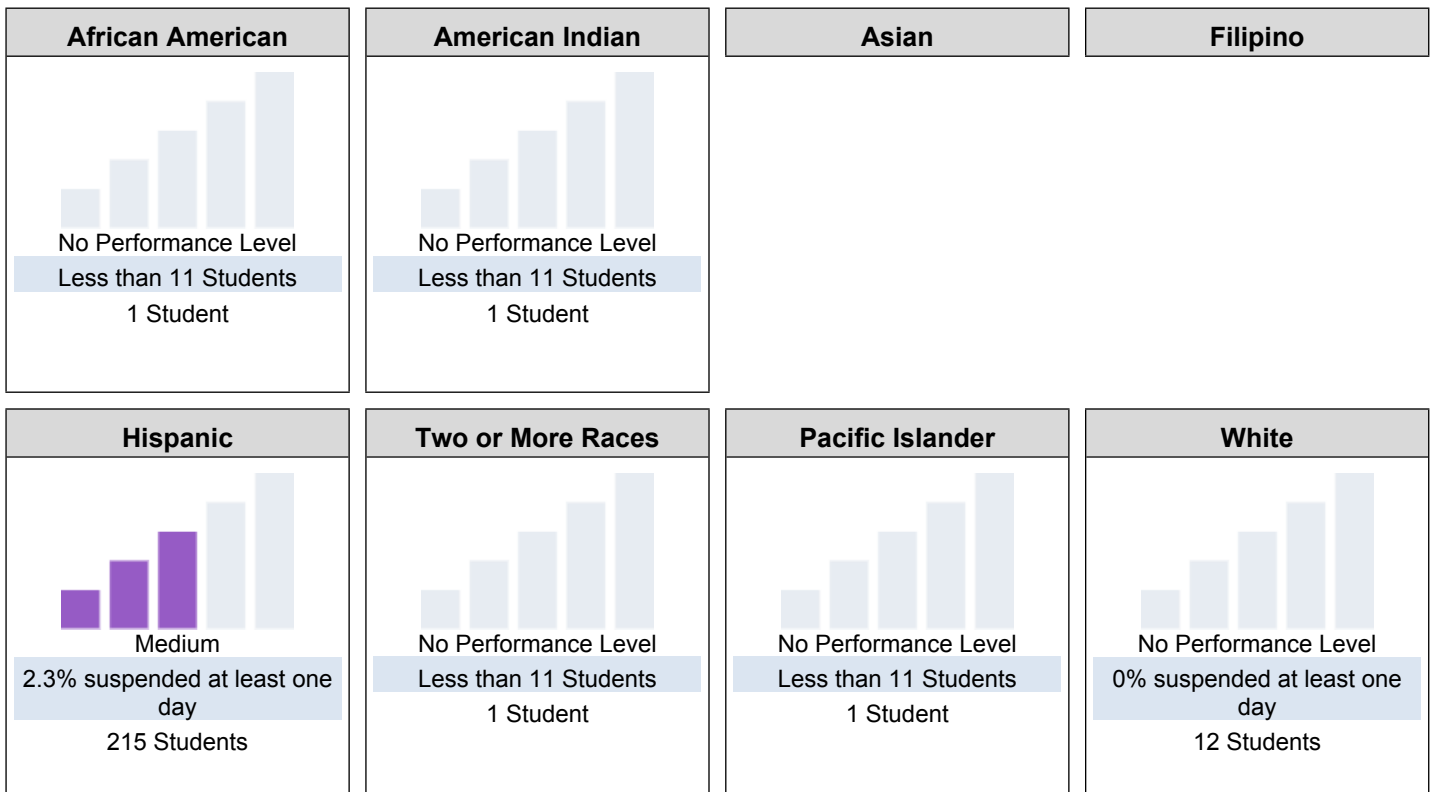 African American
No Performance Level
Less than 11 Students
1 Student
American Indian
No Performance Level
Less than 11 Students
1 Student
Asian
Filipino
Hispanic
Medium
2.3% suspended at least one
day
215 Students
Two or More Races
No Performance Level
Less than 11 Students
1 Student
Pacific Islander
No Performance Level
Less than 11 Students
1 Student
White
No Performance Level
0% suspended at least one
day
12 Students